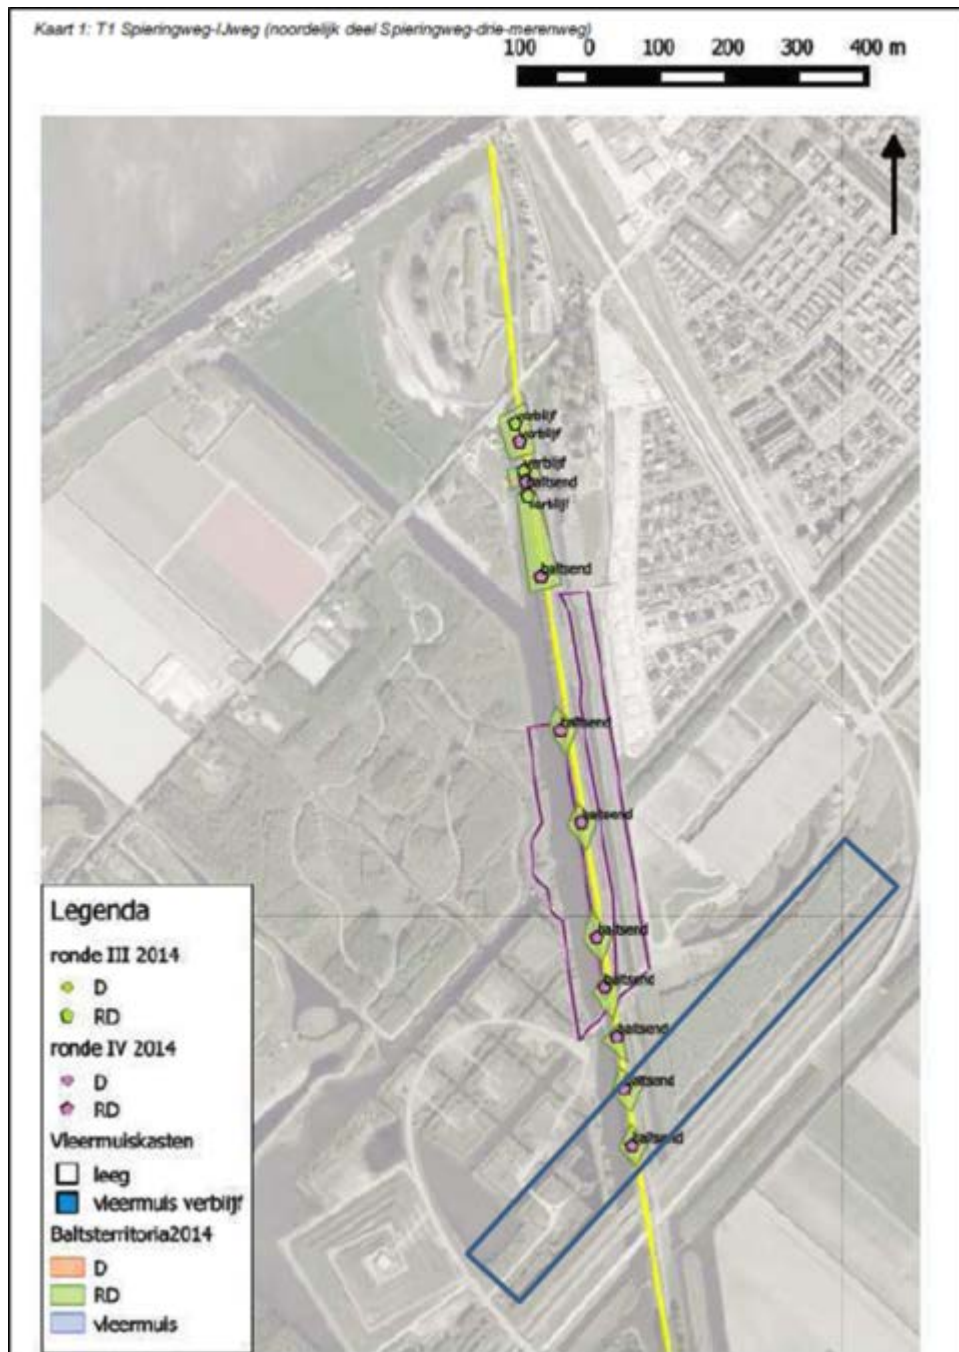 Kaart 1: T1 Spieringweg-IJweg (noordelijk deel Spieringweg-drie-merenweg)
100 0 100 200 300 400 m
verblijf
verblijf
verblijf
baltsend
verblijf
baltsend
baltsend
baltsend
baltsend
baltsend
baltsend
baltsend
baltsend
Legenda
ronde III 2014
D
RD
ronde IV 2014
D
RD
Vleermuiskasten
leeg
vleermuis verblijf
Baltsterritoria2014
D
RD
vleermuis